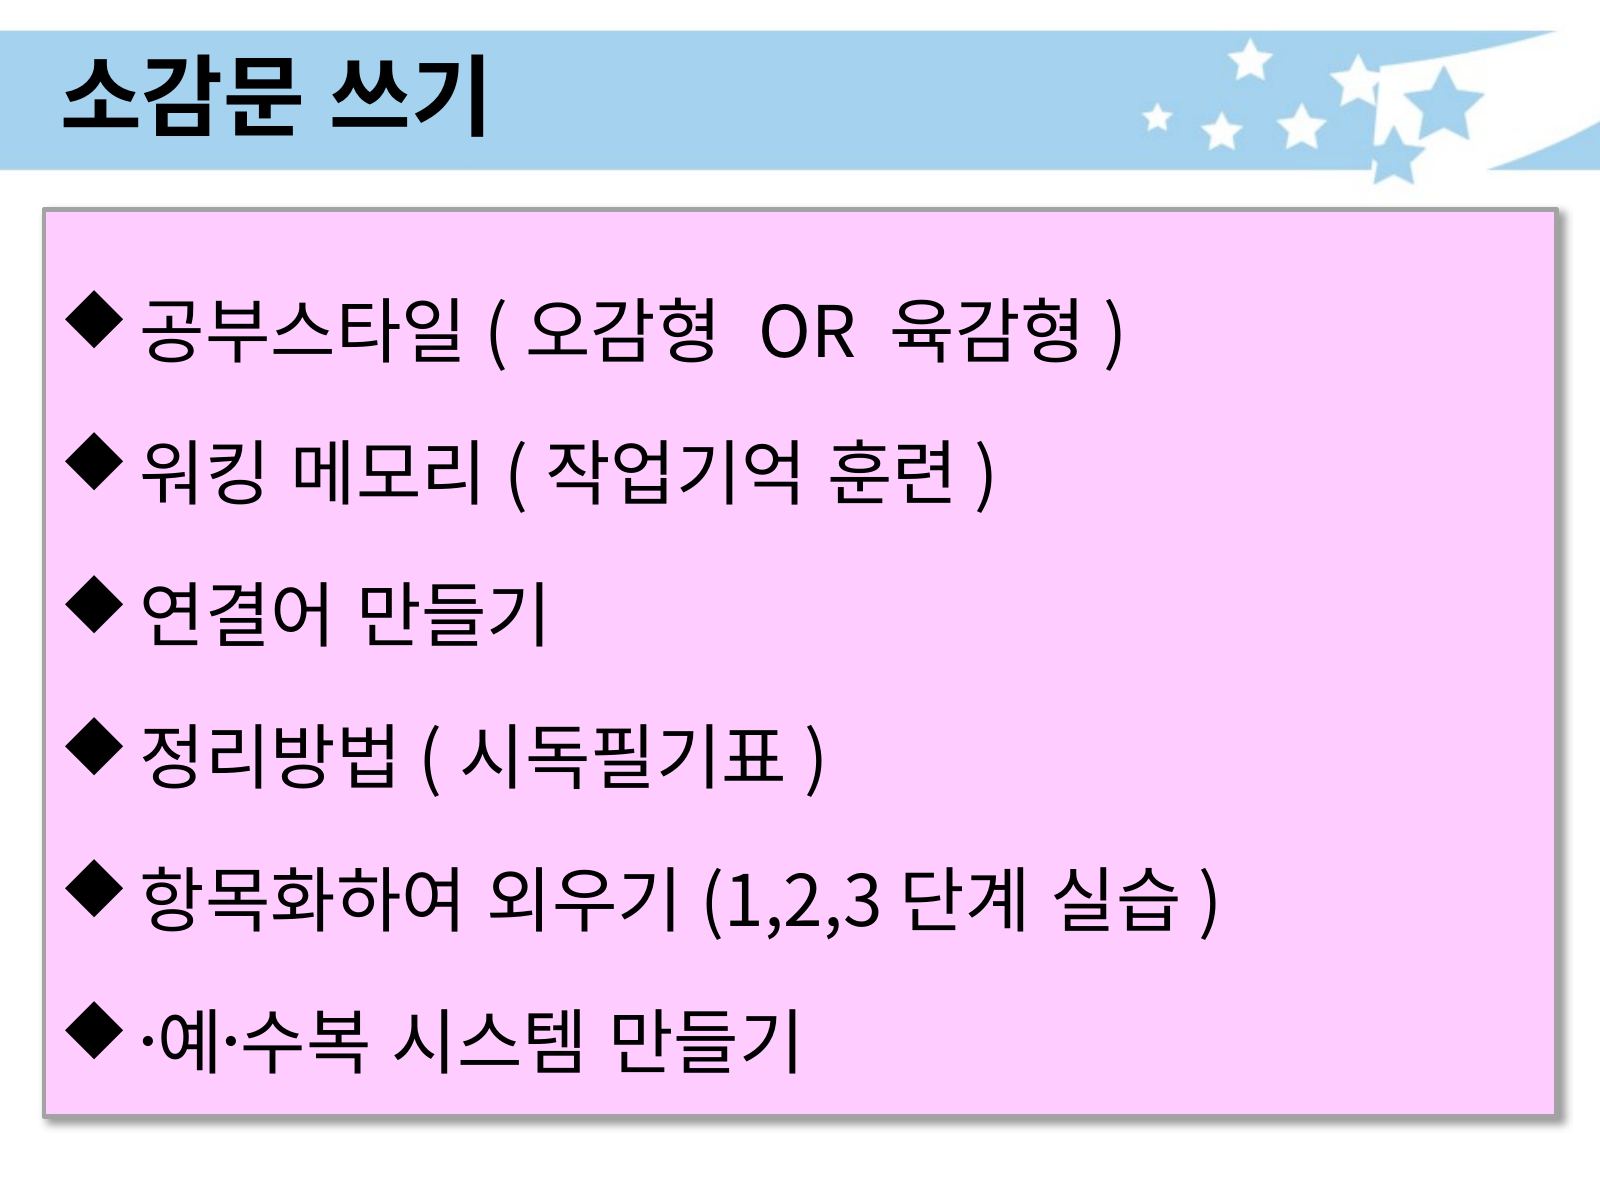 소감문 쓰기
◆ 공부스타일 ( 오감형 OR 육감형 )
◆ 워킹 메모리 ( 작업기억 훈련 )
◆ 연결어 만들기
◆ 정리방법 ( 시독필기표 )
◆ 항목화하여 외우기 (1,2,3 단계 실습 )
◆ ·예·수복 시스템 만들기